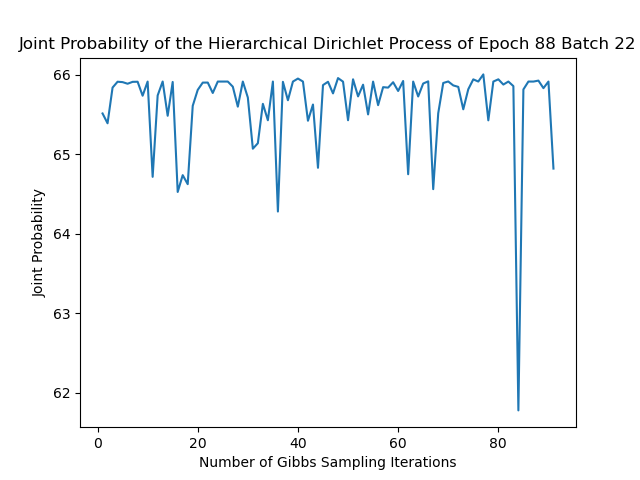 Joint Probability of the Hierarchical Dirichlet Process of Epoch 88 Batch 22
66
65
64
63
62
Joint Probability
0 20 40 60 80
Number of Gibbs Sampling Iterations